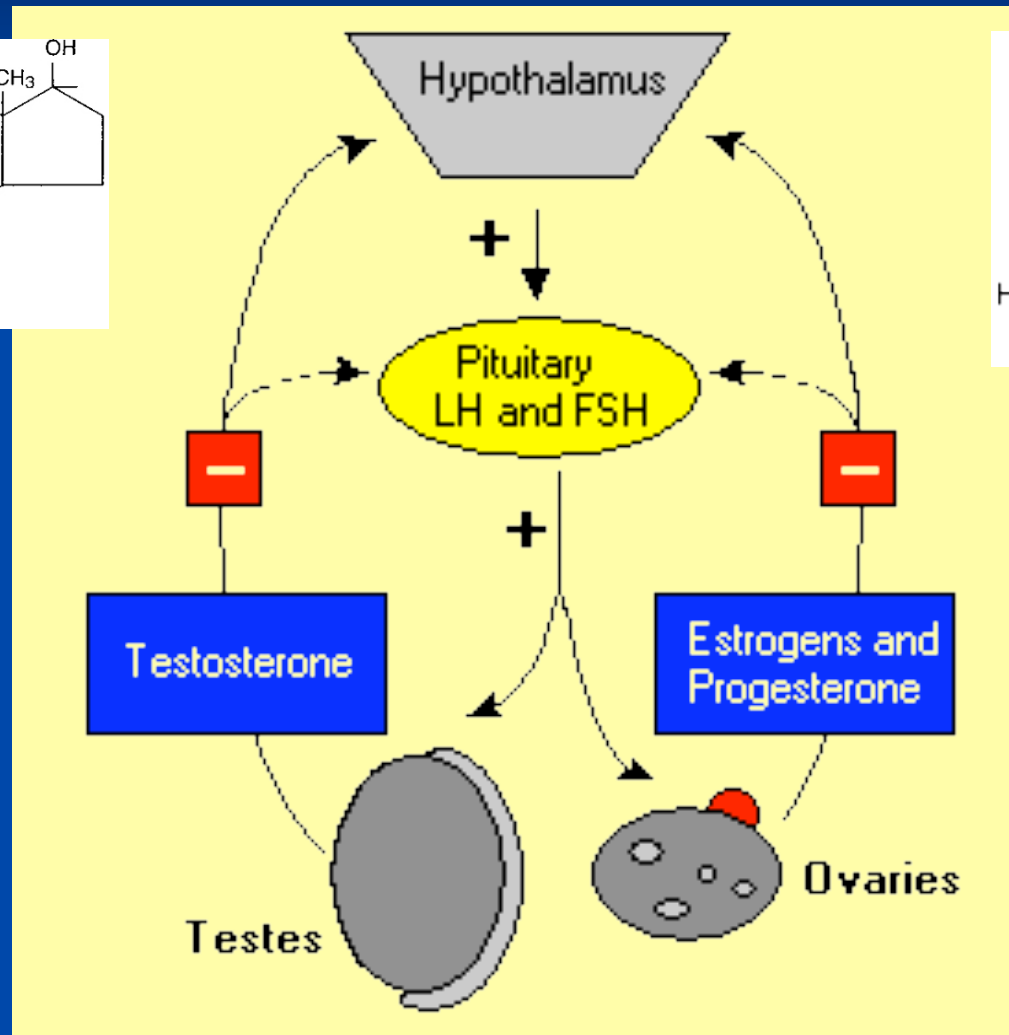 OH
CH3
Hypothalamus
+
H
Pituitary
LH and FSH
−
−
+
Testosterone
Estrogens and
Progesterone
Ovaries
Testes